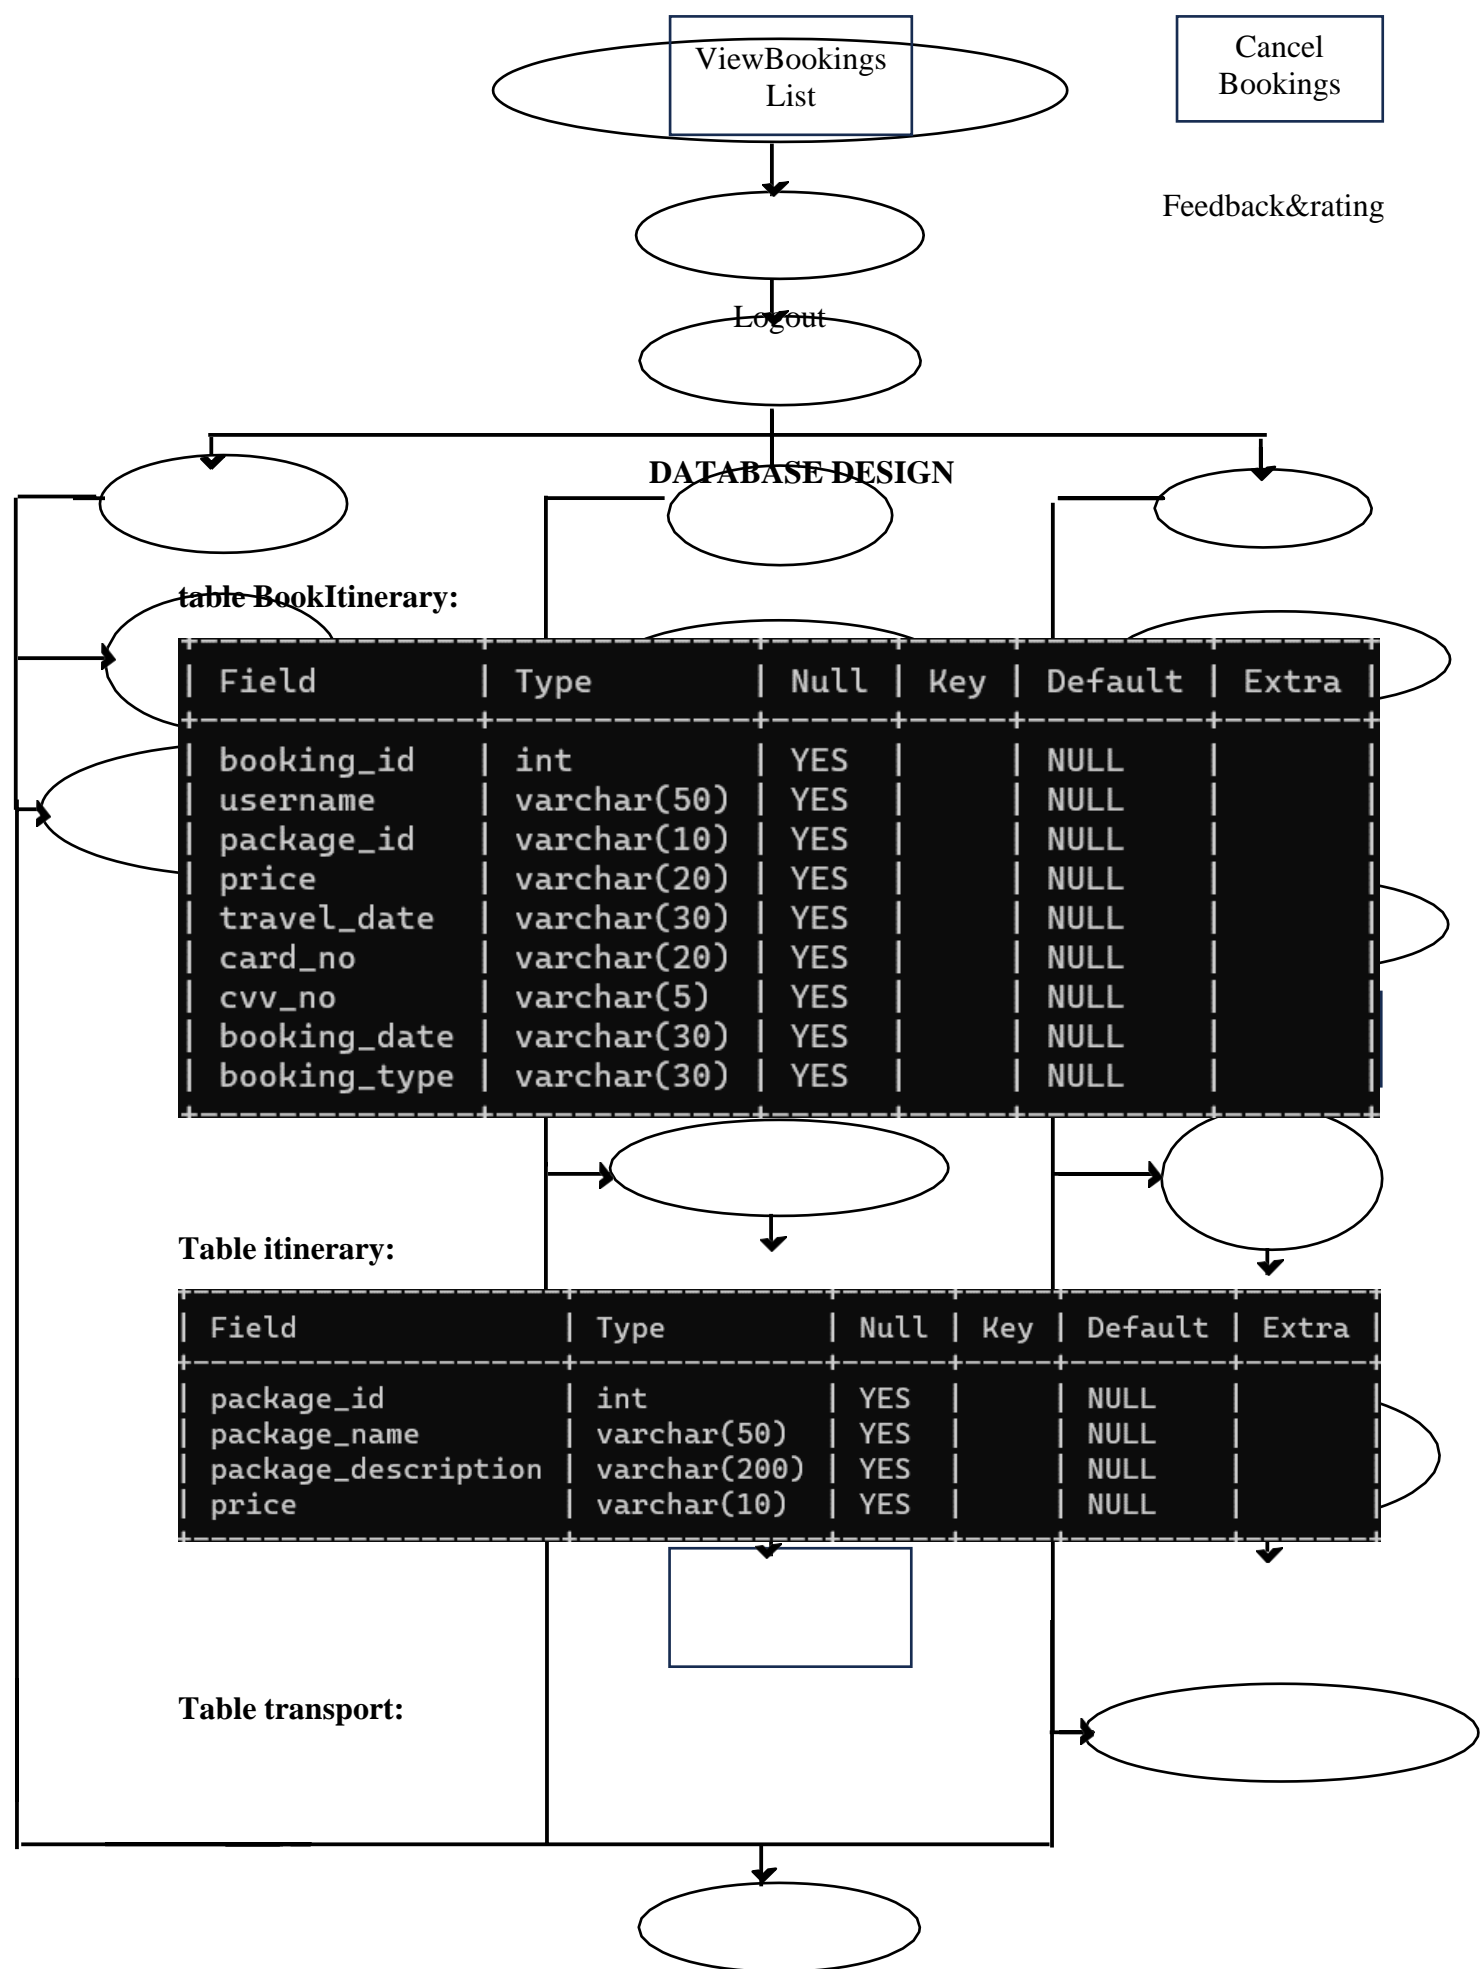 ViewBookings
List
Cancel
Bookings
Feedback&rating
Logout
DATABASE DESIGN
table BookItinerary:
| Field | Type | Null | Key | Default | Extra |
| booking_id | int | YES | | NULL | |
| username | varchar(50) | YES | | NULL | |
| package_id | varchar(10) | YES | | NULL | |
| price | varchar(20) | YES | | NULL | |
| travel_date | varchar(30) | YES | | NULL | |
| card_no | varchar(20) | YES | | NULL | |
| cvv_no | varchar(5) | YES | | NULL | |
| booking_date | varchar(30) | YES | | NULL | |
| booking_type | varchar(30) | YES | | NULL | |
Table itinerary:
| Field | Type | Null | Key | Default | Extra |
| package_id | int | YES | | NULL | |
| package_name | varchar(50) | YES | | NULL | |
| package_description | varchar(200) | YES | | NULL | |
| price | varchar(10) | YES | | NULL | |
Table transport: